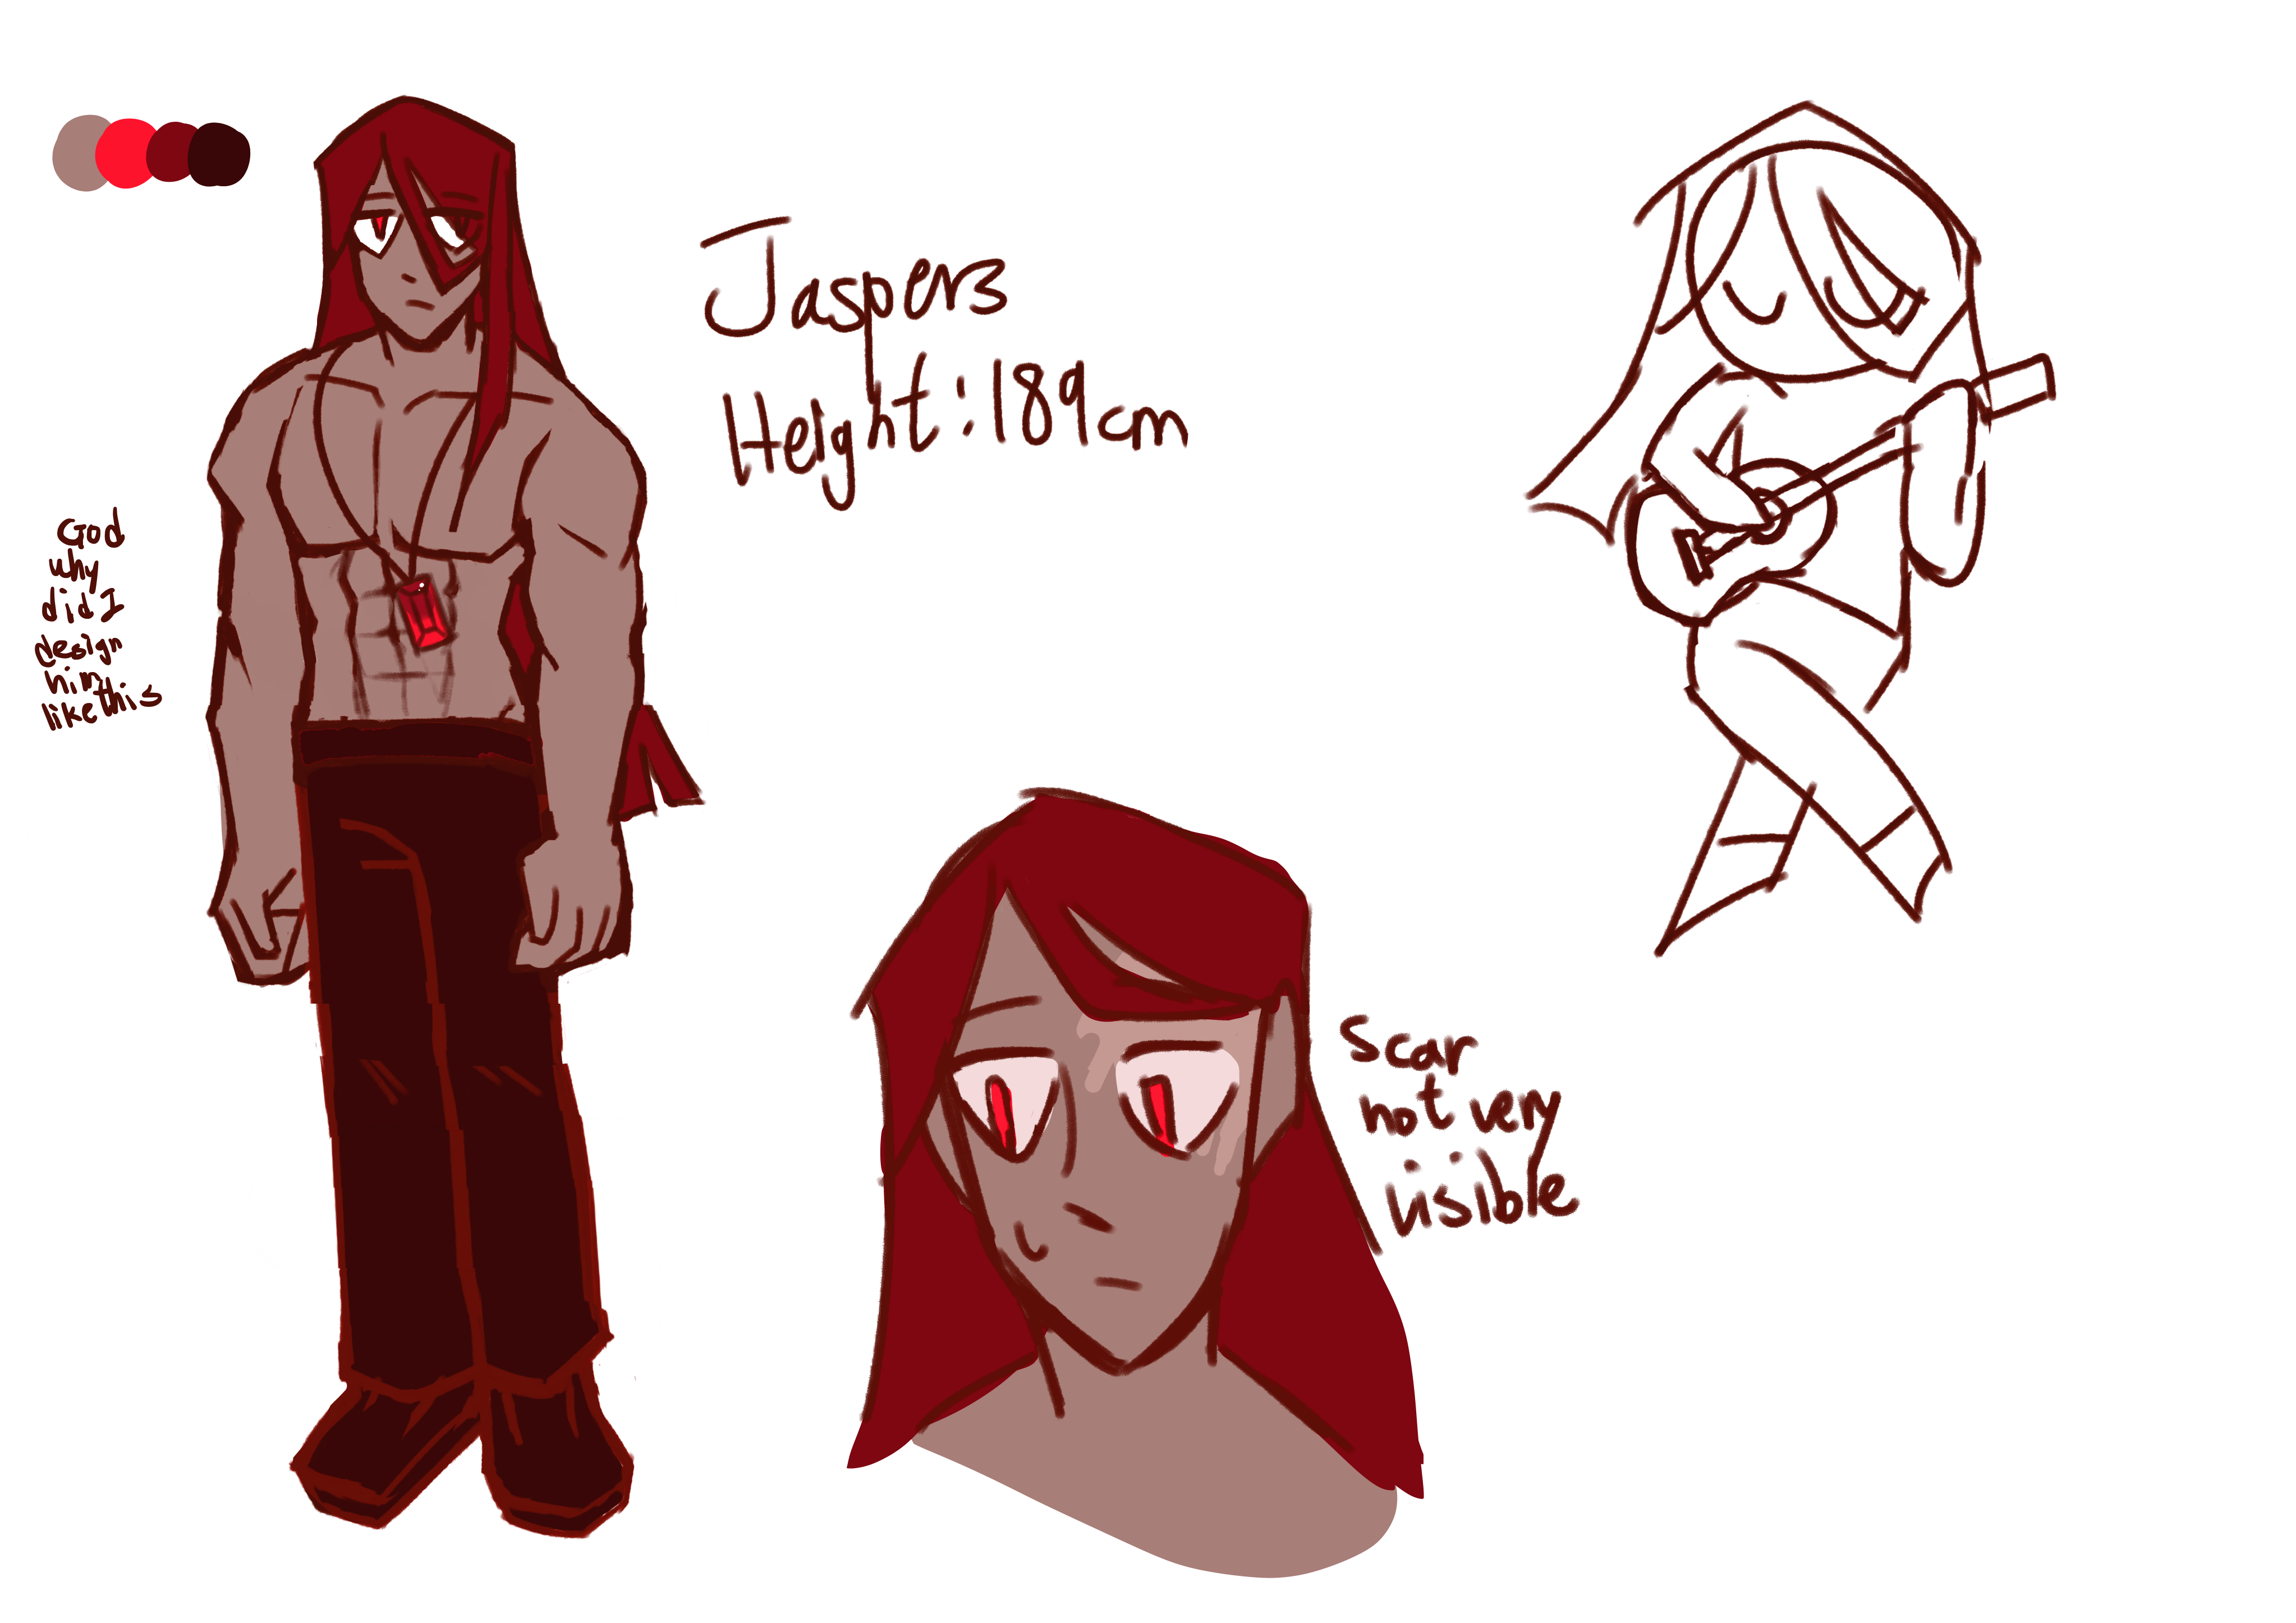 Jaspers
Height: 189cm
God
why
did I
design
him
like this
Scar
not very
visible